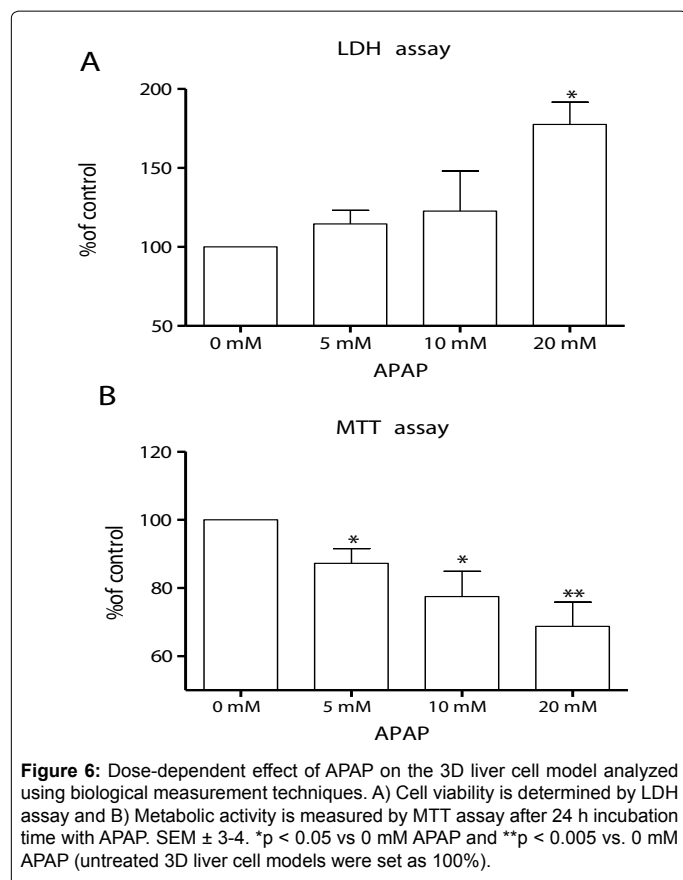 A
LDH assay
200
150
100
50
%of control
*
0 mM 5 mM 10 mM 20 mM
APAP
B
MTT assay
120
100
80
60
%of control
*
*
**
0 mM 5 mM 10 mM 20 mM
APAP
Figure 6: Dose-dependent effect of APAP on the 3D liver cell model analyzed
using biological measurement techniques. A) Cell viability is determined by LDH
assay and B) Metabolic activity is measured by MTT assay after 24 h incubation
time with APAP. SEM ± 3-4. *p < 0.05 vs 0 mM APAP and **p < 0.005 vs. 0 mM
APAP (untreated 3D liver cell models were set as 100%).